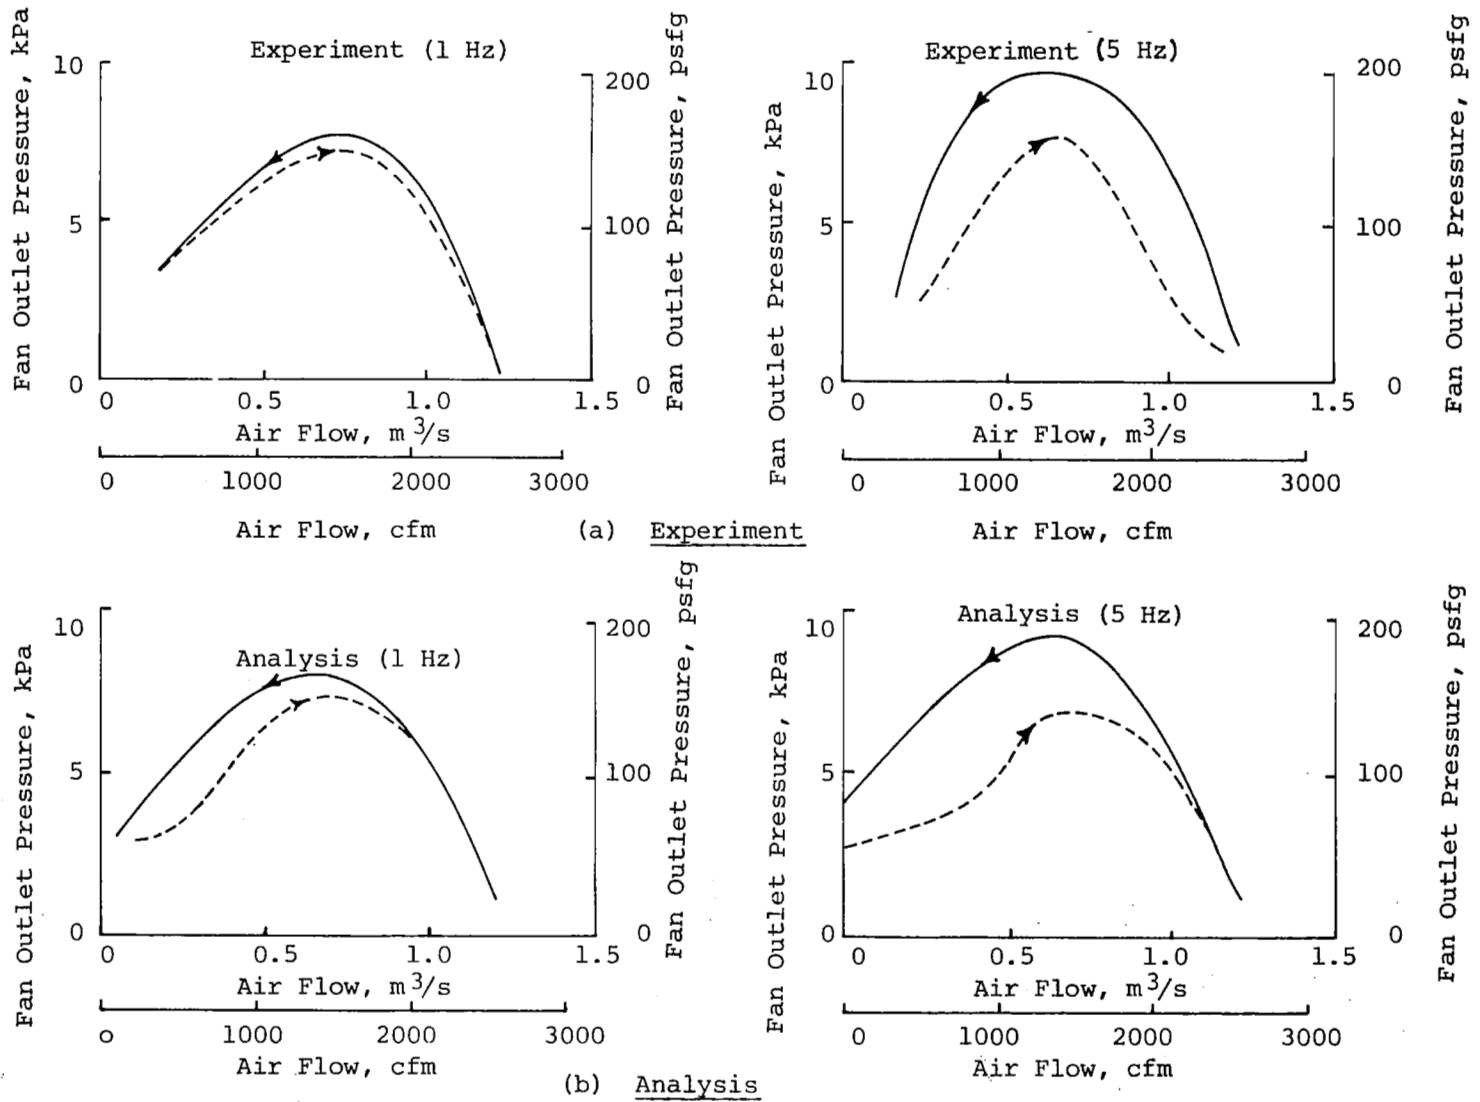 Experiment (1 Hz)
Fan Outlet Pressure, kPa
10
5
0
200
100
0
Fan Outlet Pressure, psfg
0 0.5 1.0 1.5
Air Flow, m³/s
0 1000 2000 3000
Air Flow, cfm
Experiment (5 Hz)
Fan Outlet Pressure, kPa
10
5
0
200
100
0
Fan Outlet Pressure, psfg
0 0.5 1.0 1.5
Air Flow, m³/s
0 1000 2000 3000
Air Flow, cfm
(a) Experiment
Analysis (1 Hz)
Fan Outlet Pressure, kPa
10
5
0
200
100
0
Fan Outlet Pressure, psfg
0 0.5 1.0 1.5
Air Flow, m³/s
o 1000 2000 3000
Air Flow, cfm
Analysis (5 Hz)
Fan Outlet Pressure, kPa
10
5
0
200
100
0
Fan Outlet Pressure, psfg
0 0.5 1.0 1.5
Air Flow, m³/s
0 1000 2000 3000
Air Flow, cfm
(b) Analysis